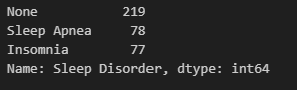 None           219
Sleep Apnea     78
Insomnia        77
Name: Sleep Disorder, dtype: int64